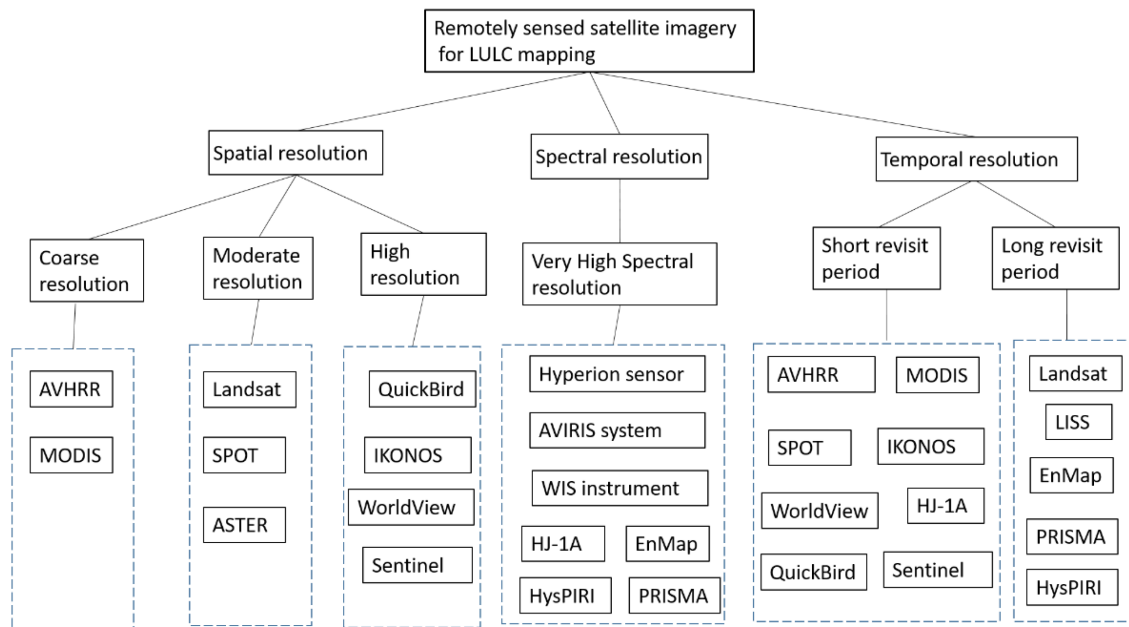 Remotely sensed satellite imagery
for LULC mapping
Spatial resolution
Spectral resolution
Temporal resolution
Coarse
resolution
Moderate
resolution
High
resolution
Very High Spectral
resolution
Short revisit
period
Long revisit
period
AVHRR
MODIS
Landsat
SPOT
ASTER
QuickBird
IKONOS
WorldView
Sentinel
Hyperion sensor
AVIRIS system
WIS instrument
HJ-1A
EnMap
HysPIRI
PRISMA
AVHRR
MODIS
SPOT
IKONOS
WorldView
HJ-1A
QuickBird
Sentinel
Landsat
LISS
EnMap
PRISMA
HysPIRI